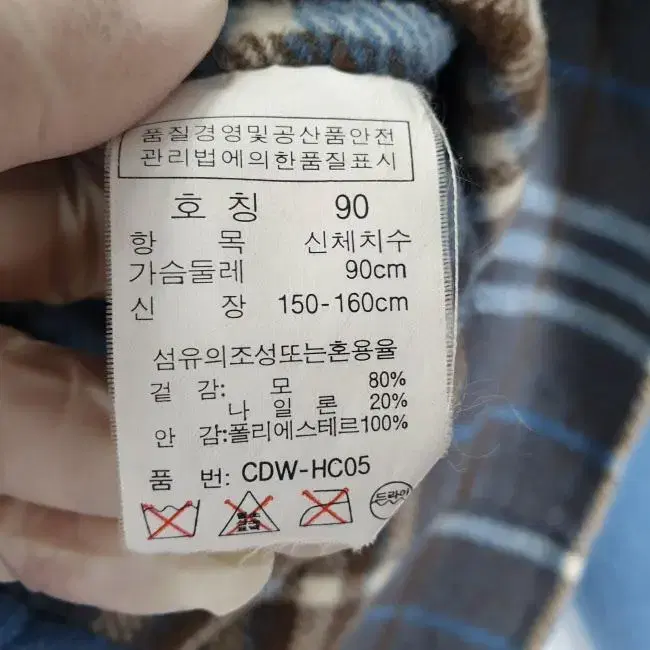 품질경영및공산품안전
관리법에의한품질표시
호 칭 90
항 목 신체치수
가슴둘레 90cm
신 장 150-160cm
섬유의조성또는혼용율
겉 감: 모 80%
나 일 론 20%
안 감:폴리에스테르100%
품 번: CDW-HC05
드라이